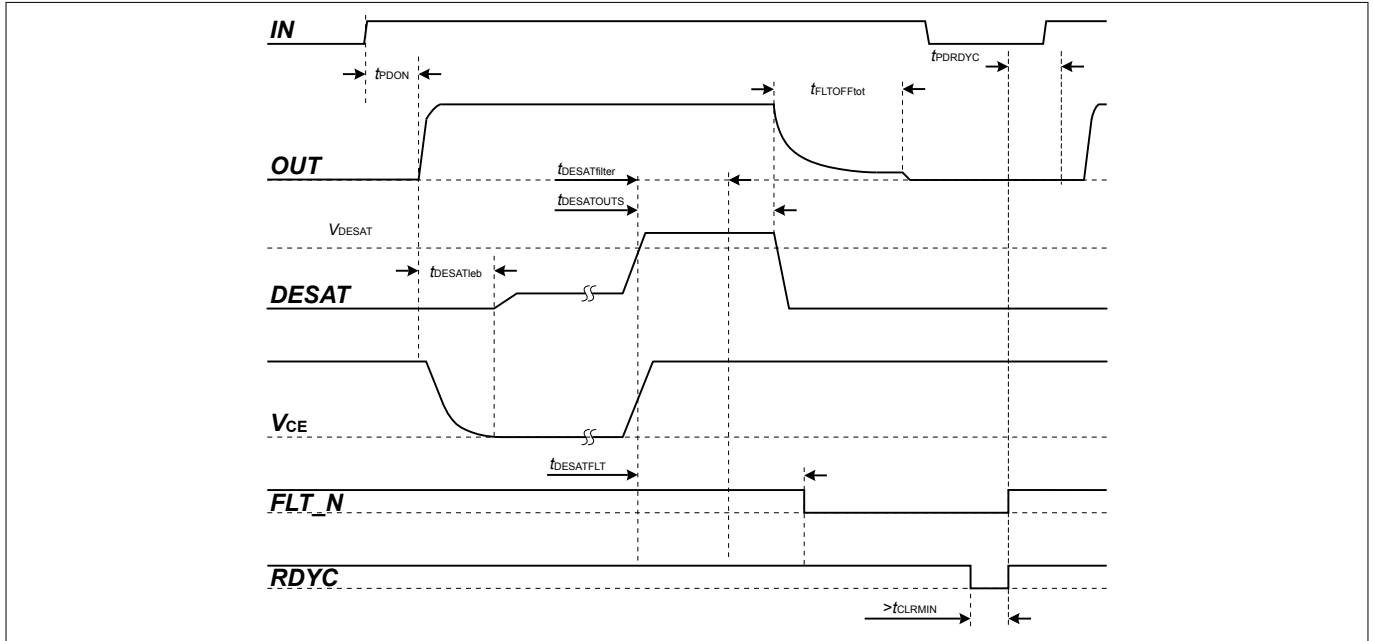 IN
tPDRDYC
tPDON
tFLTOFFtot
OUT
tDESATfilter
tDESATOUTS
VDESAT
tDESATleb
DESAT
VCE
tDESATFLT
FLT_N
RDYC
>tCLRMIN